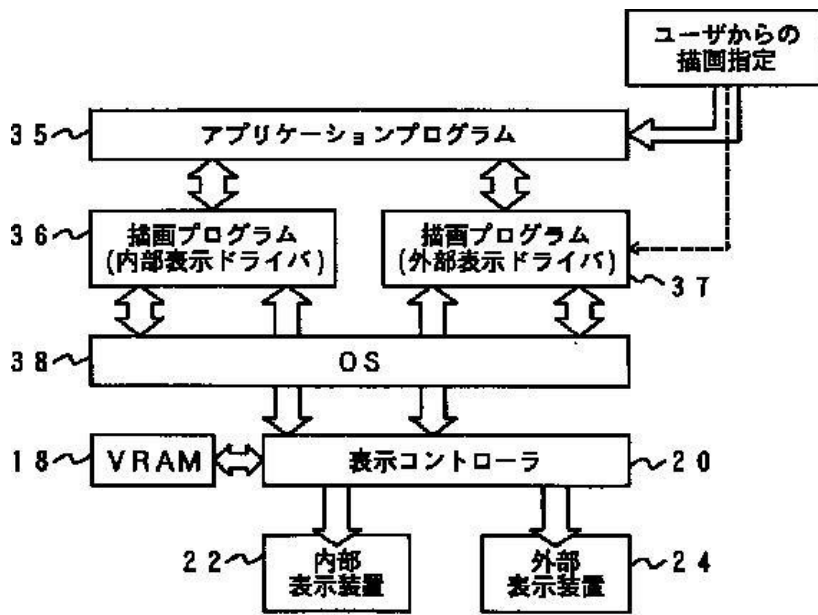 ユーザからの
描画指定
35
アプリケーションプログラム
36
描画プログラム
(内部表示ドライバ)
描画プログラム
(外部表示ドライバ)
37
38
OS
18
VRAM
表示コントローラ
20
22
内部
表示装置
外部
表示装置
24